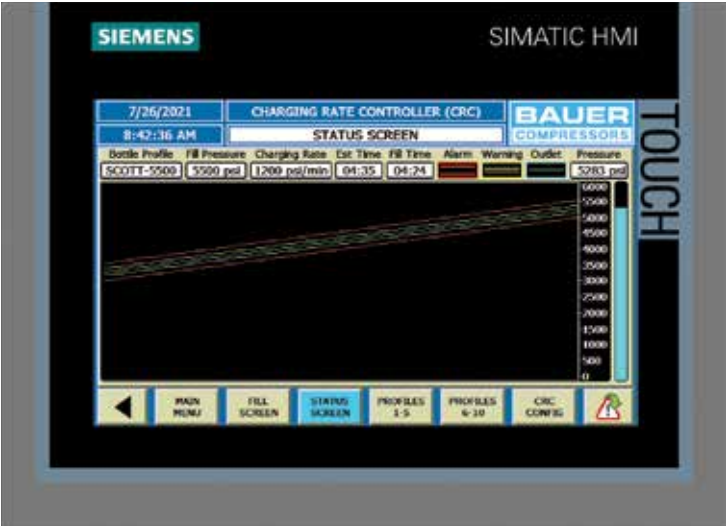 SIEMENS
SIMATIC HMI
TOUCH
7/26/2021
CHARGING RATE CONTROLLER (CRC)
BAUER
COMPRESSORS
8:42:36 AM
STATUS SCREEN
Bottle Profile Fill Pressure Charging Rate Est Time Fill Time Alarm Warning Outlet Pressure
SCOTT-5500 5500 psi 1200 psi/min 04:35 04:24 5283 psi
6000
5500
5000
4500
4000
3500
3000
2500
2000
1500
1000
500
0
MAIN MENU
FILL SCREEN
STATUS SCREEN
PROFILES 1-5
PROFILES 6-10
CRC CONFIG